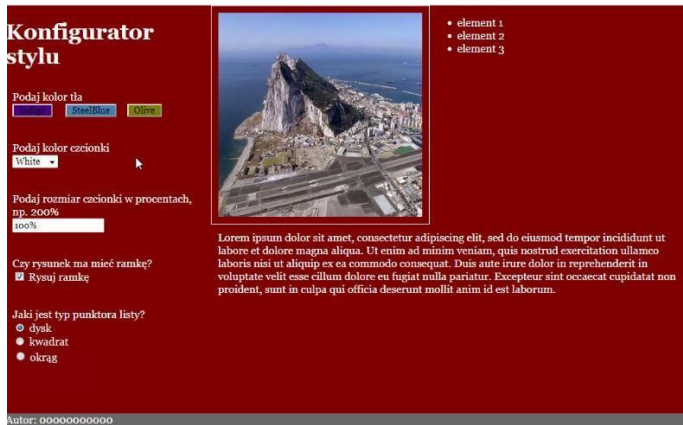 Konfigurator
stylu
Podaj kolor tła
Indigo SteelBlue Olive
Podaj kolor czcionki
White
Podaj rozmiar czcionki w procentach,
np. 200%
100%
Czy rysunek ma mieć ramkę?
Rysuj ramkę
Jaki jest typ punktora listy?
dysk
kwadrat
okrąg
element 1
element 2
element 3
Lorem ipsum dolor sit amet, consectetur adipiscing elit, sed do eiusmod tempor incididunt ut
labore et dolore magna aliqua. Ut enim ad minim veniam, quis nostrud exercitation ullamco
laboris nisi ut aliquip ex ea commodo consequat. Duis aute irure dolor in reprehenderit in
voluptate velit esse cillum dolore eu fugiat nulla pariatur. Excepteur sint occaecat cupidatat non
proident, sunt in culpa qui officia deserunt mollit anim id est laborum.
Autor: 00000000000